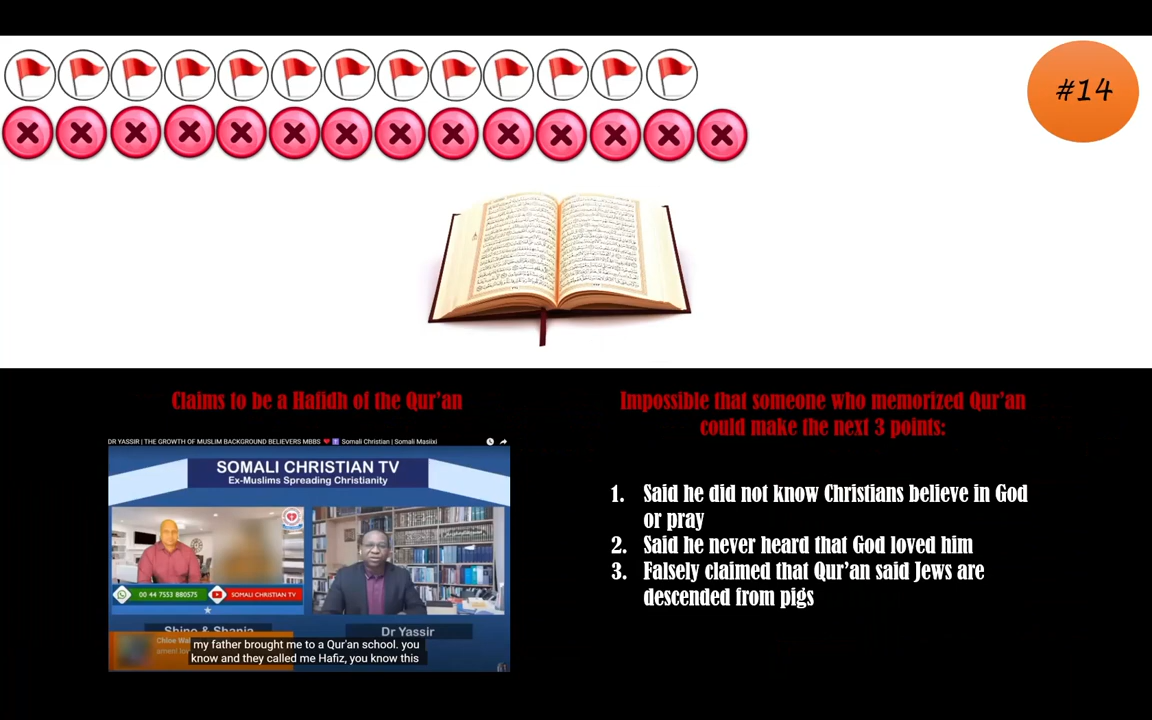 #14
Claims to be a Hafidh of the Qur'an
Impossible that someone who memorized Qur'an
could make the next 3 points:
DR YASSIR | THE GROWTH OF MUSLIM BACKGROUND BELIEVERS MBBS ❤️ ✝️ Somali Christian | Somali Masiixi
SOMALI CHRISTIAN TV
Ex-Muslims Spreading Christianity
00 44 7553 880575
SOMALI CHRISTIAN TV
Dr Yassir
my father brought me to a Qur'an school. you
know and they called me Hafiz, you know this
1. Said he did not know Christians believe in God
or pray
2. Said he never heard that God loved him
3. Falsely claimed that Qur'an said Jews are
descended from pigs